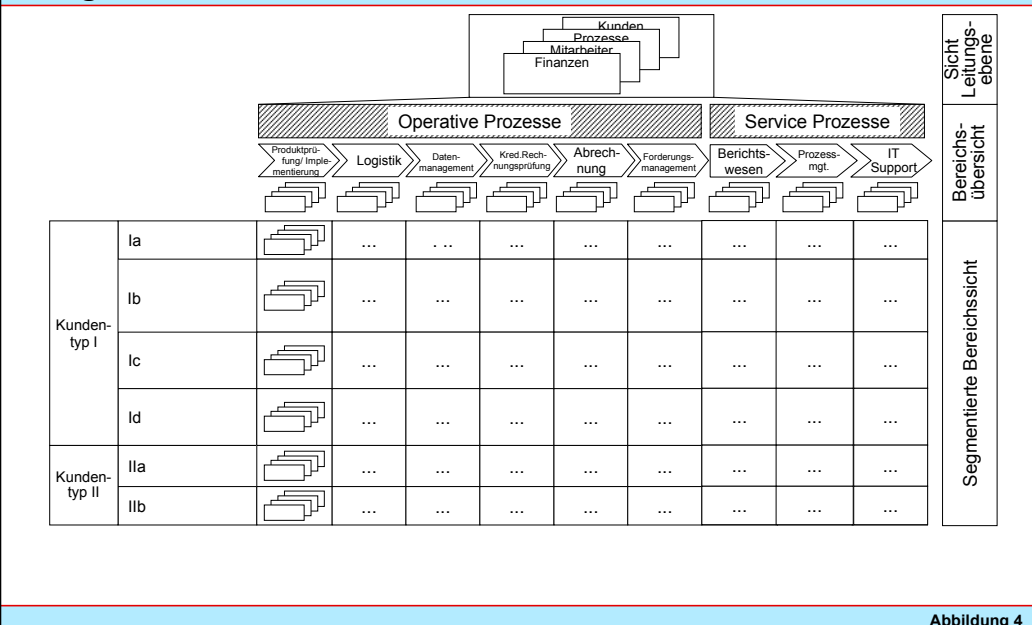 Kunden
Prozesse
Mitarbeiter
Finanzen
Sicht
Leitungs-
ebene
Operative Prozesse
Service Prozesse
Bereichs-
übersicht
Produktprü-
fung/ Imple-
mentierung
Logistik
Daten-
management
Kred.Rech-
nungsprüfung
Abrech-
nung
Forderungs-
management
Berichts-
wesen
Prozess-
mgt.
IT
Support
Kunden-
typ I
Ia
... . .. ... ... ... ... ... ...
Ib
... ... ... ... ... ... ... ...
Ic
... ... ... ... ... ... ... ...
Id
... ... ... ... ... ... ... ...
Kunden-
typ II
IIa
... ... ... ... ... ... ... ...
IIb
... ... ... ... ... ... ... ...
Segmentierte Bereichssicht
Abbildung 4